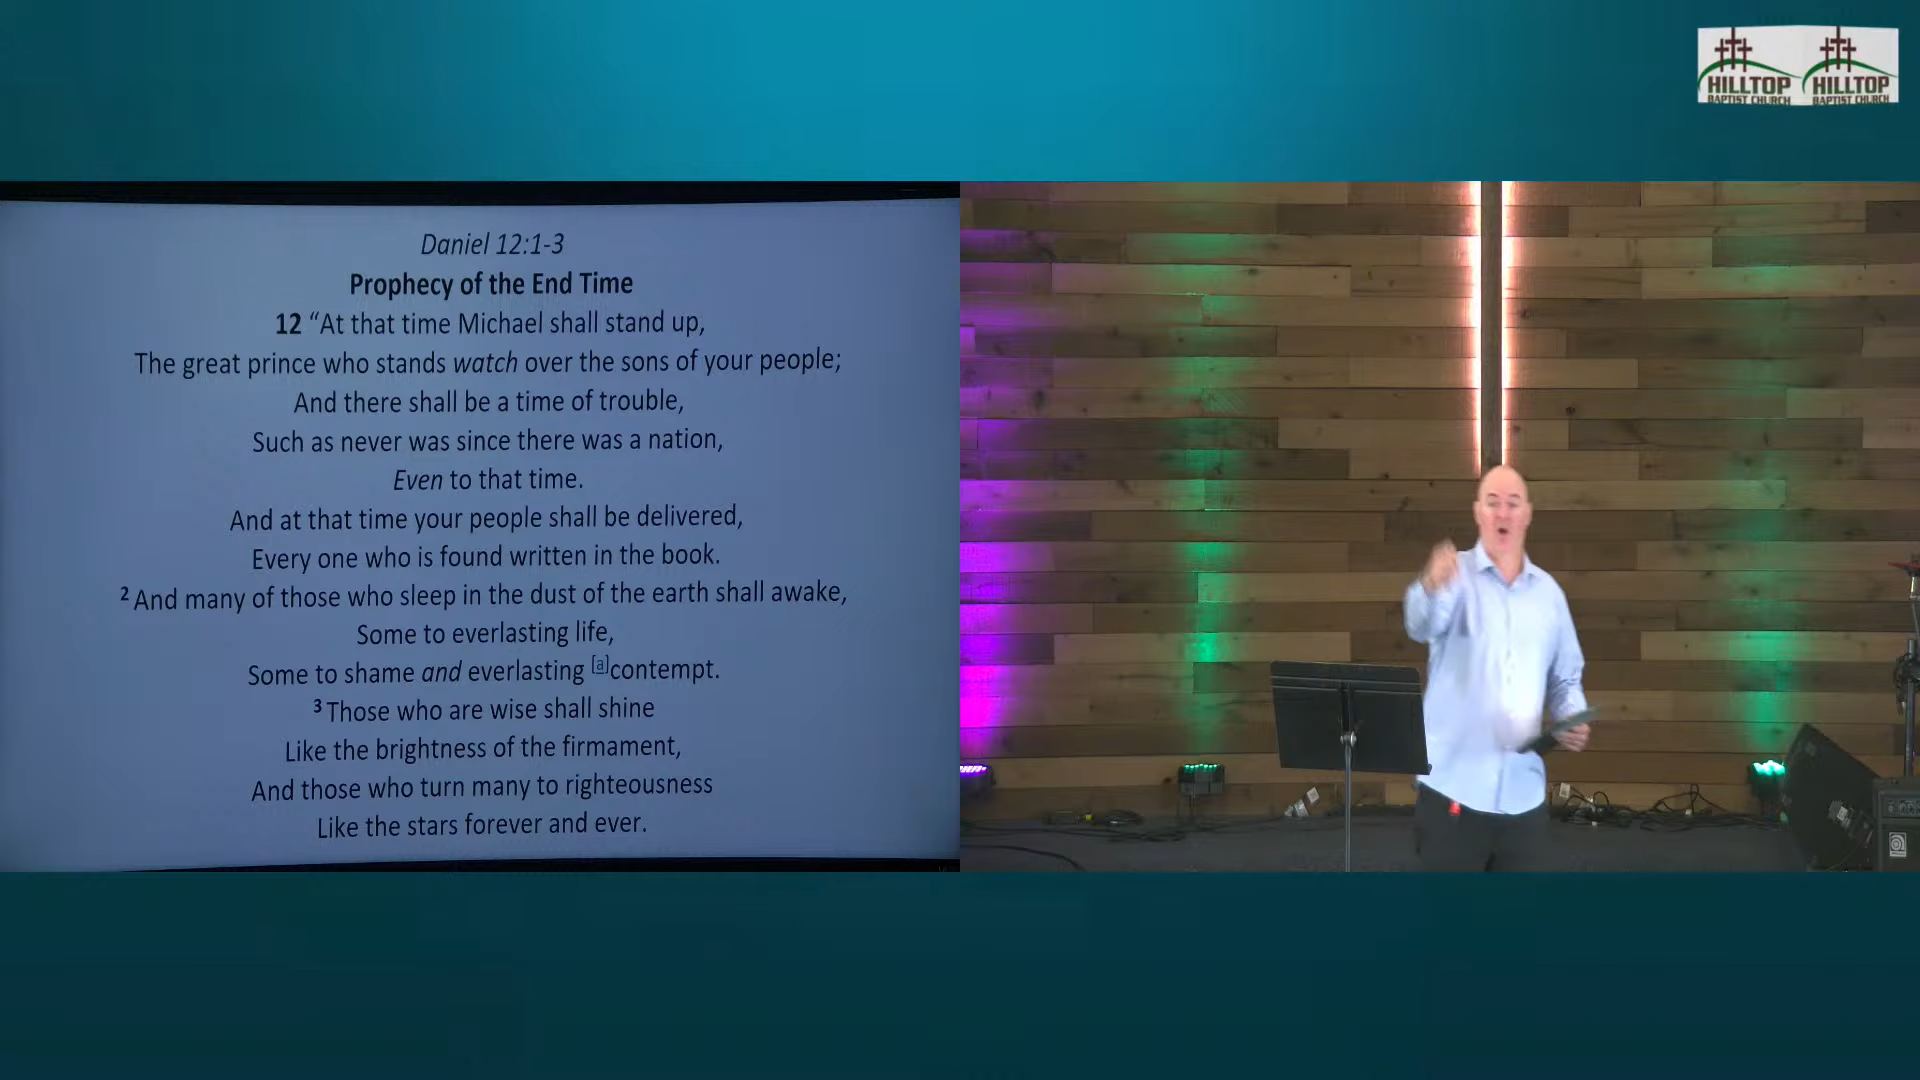 Daniel 12:1-3
Prophecy of the End Time
12 “At that time Michael shall stand up,
The great prince who stands watch over the sons of your people;
And there shall be a time of trouble,
Such as never was since there was a nation,
Even to that time.
And at that time your people shall be delivered,
Every one who is found written in the book.
2 And many of those who sleep in the dust of the earth shall awake,
Some to everlasting life,
Some to shame and everlasting [a]contempt.
3 Those who are wise shall shine
Like the brightness of the firmament,
And those who turn many to righteousness
Like the stars forever and ever.
HILLTOP
BAPTIST CHURCH
HILLTOP
BAPTIST CHURCH